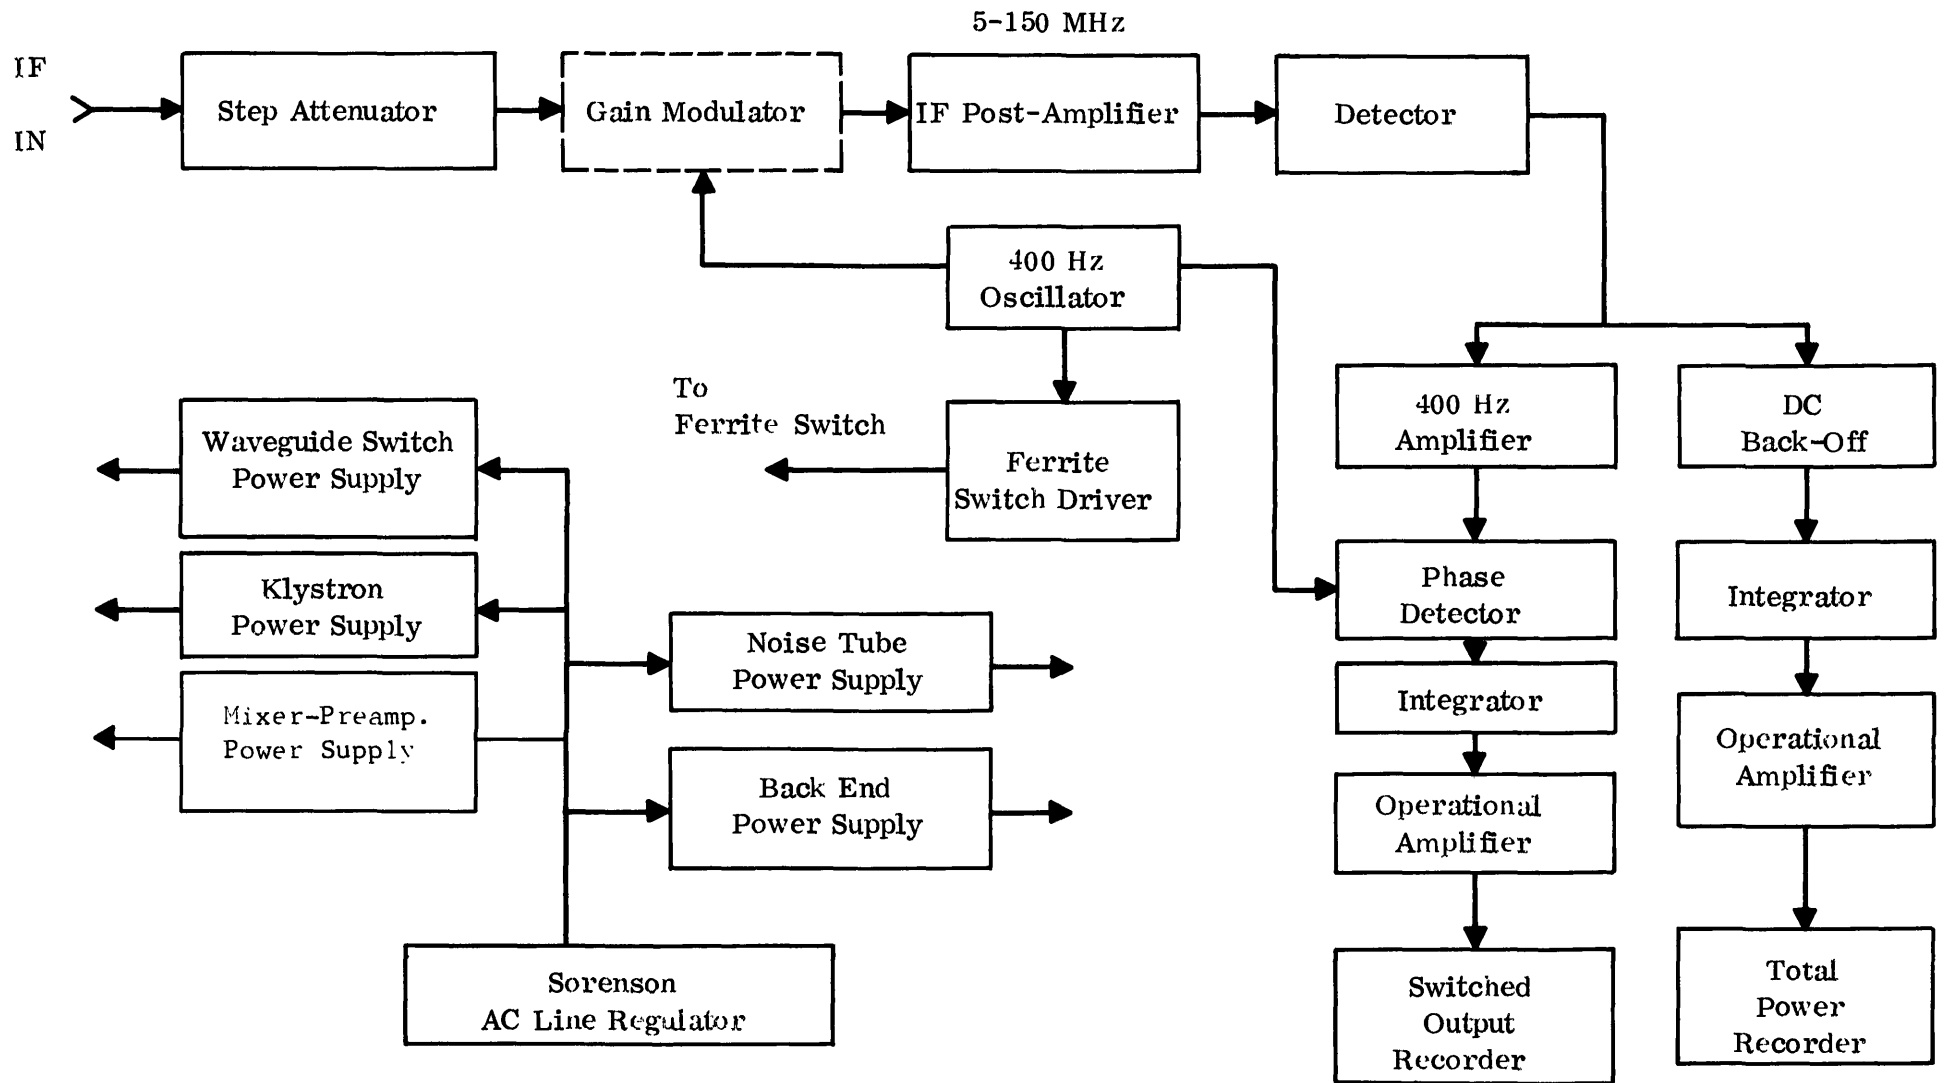 5-150 MHz
IF
IN
Step Attenuator
Gain Modulator
IF Post-Amplifier
Detector
400 Hz
Oscillator
To
Ferrite Switch
Ferrite
Switch Driver
400 Hz
Amplifier
DC
Back-Off
Waveguide Switch
Power Supply
Klystron
Power Supply
Mixer-Preamp.
Power Supply
Noise Tube
Power Supply
Back End
Power Supply
Phase
Detector
Integrator
Integrator
Operational
Amplifier
Operational
Amplifier
Sorenson
AC Line Regulator
Switched
Output
Recorder
Total
Power
Recorder